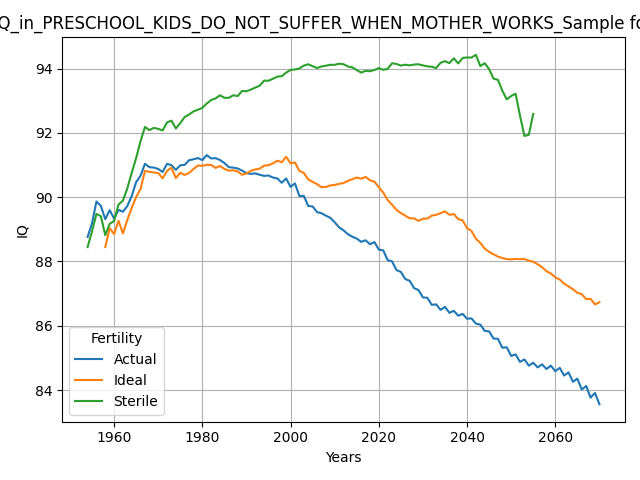 Q_in_PRESCHOOL_KIDS_DO_NOT_SUFFER_WHEN_MOTHER_WORKS_Sample fo
94
92
90
88
86
84
IQ
Fertility
Actual
Ideal
Sterile
1960 1980 2000 2020 2040 2060
Years